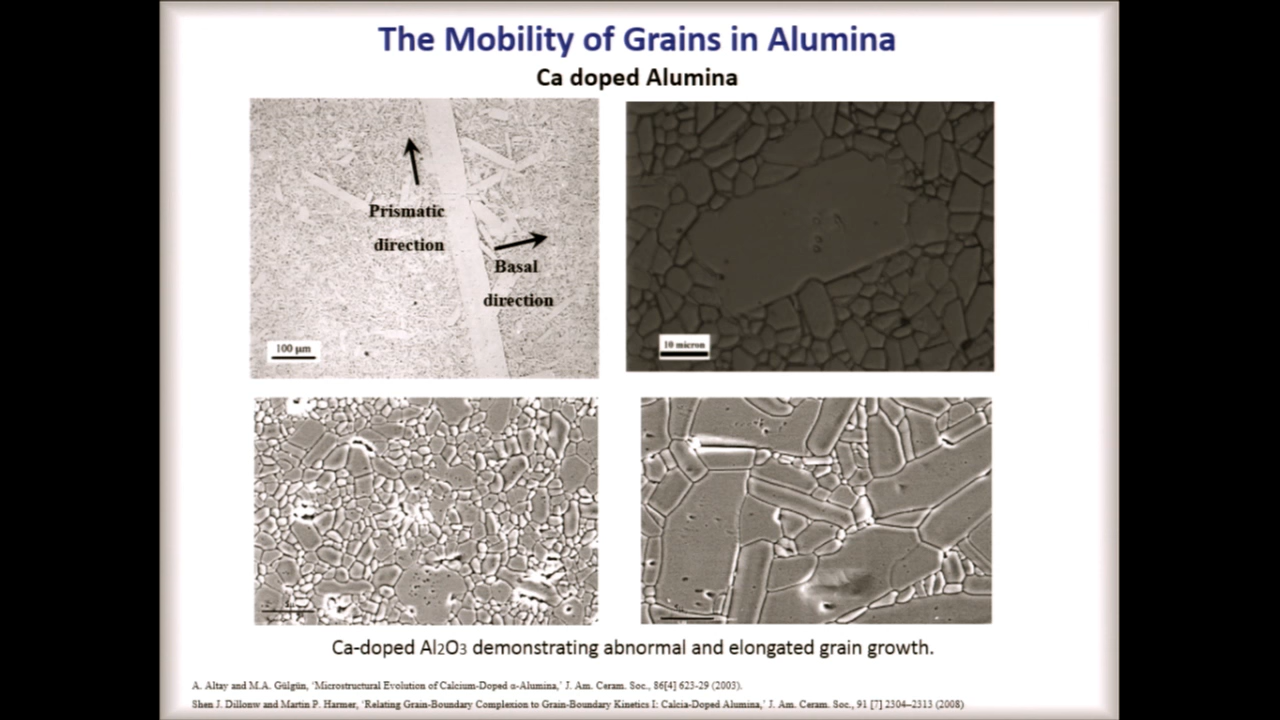 The Mobility of Grains in Alumina
Ca doped Alumina
Prismatic
direction
Basal
direction
100 µm
10 micron
Ca-doped Al2O3 demonstrating abnormal and elongated grain growth.
A. Altay and M.A. Gülgün, ‘Microstructural Evolution of Calcium-Doped α-Alumina,’ J. Am. Ceram. Soc., 86[4] 623-29 (2003).
Shen J. Dillonw and Martin P. Harmer, ‘Relating Grain-Boundary Complexion to Grain-Boundary Kinetics I: Calcia-Doped Alumina,’ J. Am. Ceram. Soc., 91 [7] 2304–2313 (2008)